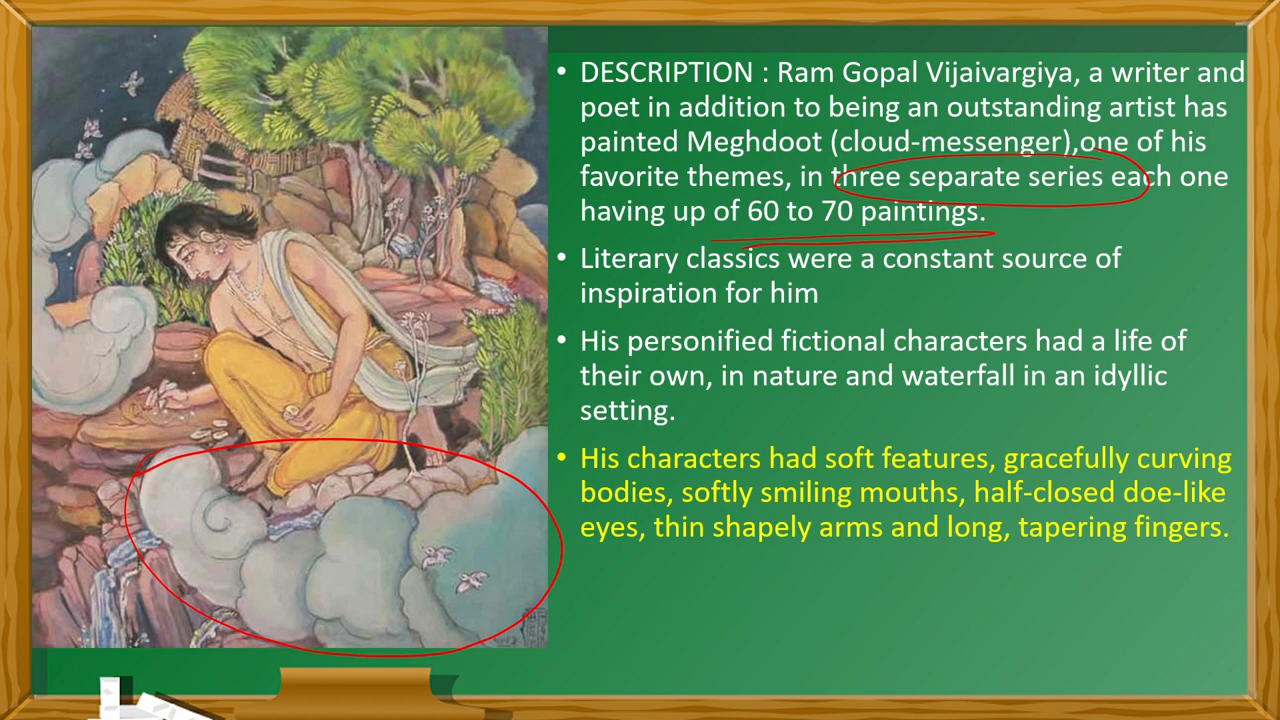 • DESCRIPTION : Ram Gopal Vijaivargiya, a writer and
poet in addition to being an outstanding artist has
painted Meghdoot (cloud-messenger),one of his
favorite themes, in three separate series each one
having up of 60 to 70 paintings.
• Literary classics were a constant source of
inspiration for him
• His personified fictional characters had a life of
their own, in nature and waterfall in an idyllic
setting.
• His characters had soft features, gracefully curving
bodies, softly smiling mouths, half-closed doe-like
eyes, thin shapely arms and long, tapering fingers.